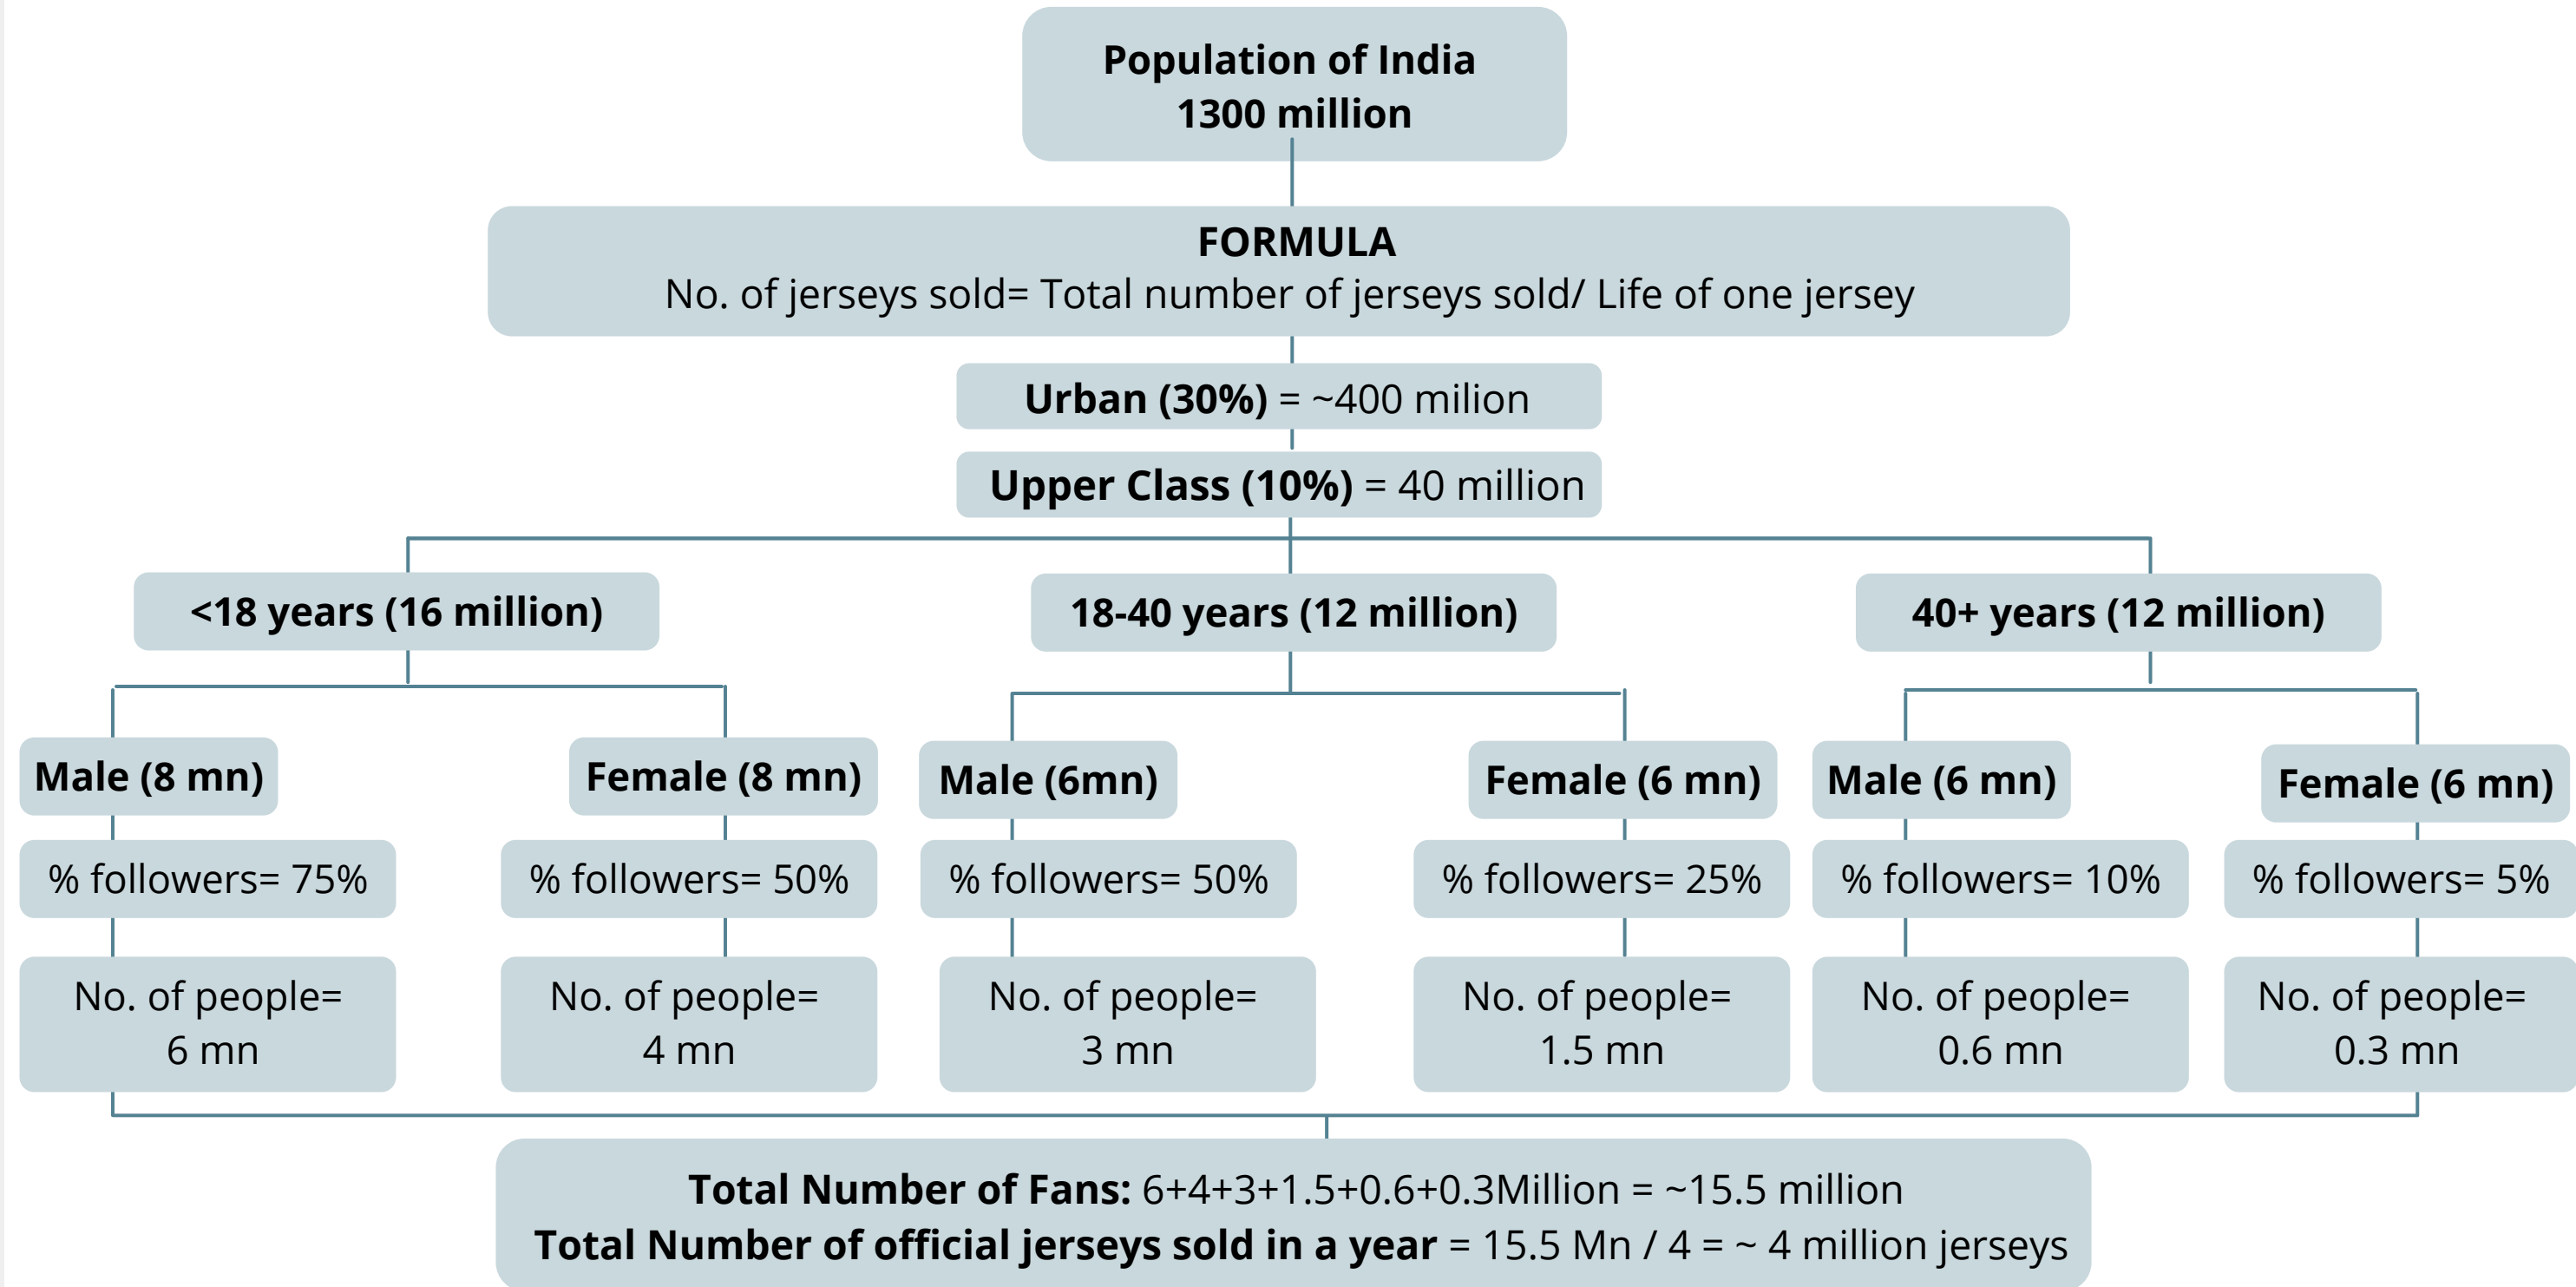 Population of India
1300 million
FORMULA
No. of jerseys sold= Total number of jerseys sold/ Life of one jersey
Urban (30%) = ~400 milion
Upper Class (10%) = 40 million
<18 years (16 million)
18-40 years (12 million)
40+ years (12 million)
Male (8 mn)
Female (8 mn)
Male (6mn)
Female (6 mn)
Male (6 mn)
Female (6 mn)
% followers= 75%
% followers= 50%
% followers= 50%
% followers= 25%
% followers= 10%
% followers= 5%
No. of people=
6 mn
No. of people=
4 mn
No. of people=
3 mn
No. of people=
1.5 mn
No. of people=
0.6 mn
No. of people=
0.3 mn
Total Number of Fans: 6+4+3+1.5+0.6+0.3Million = ~15.5 million
Total Number of official jerseys sold in a year = 15.5 Mn / 4 = ~ 4 million jerseys